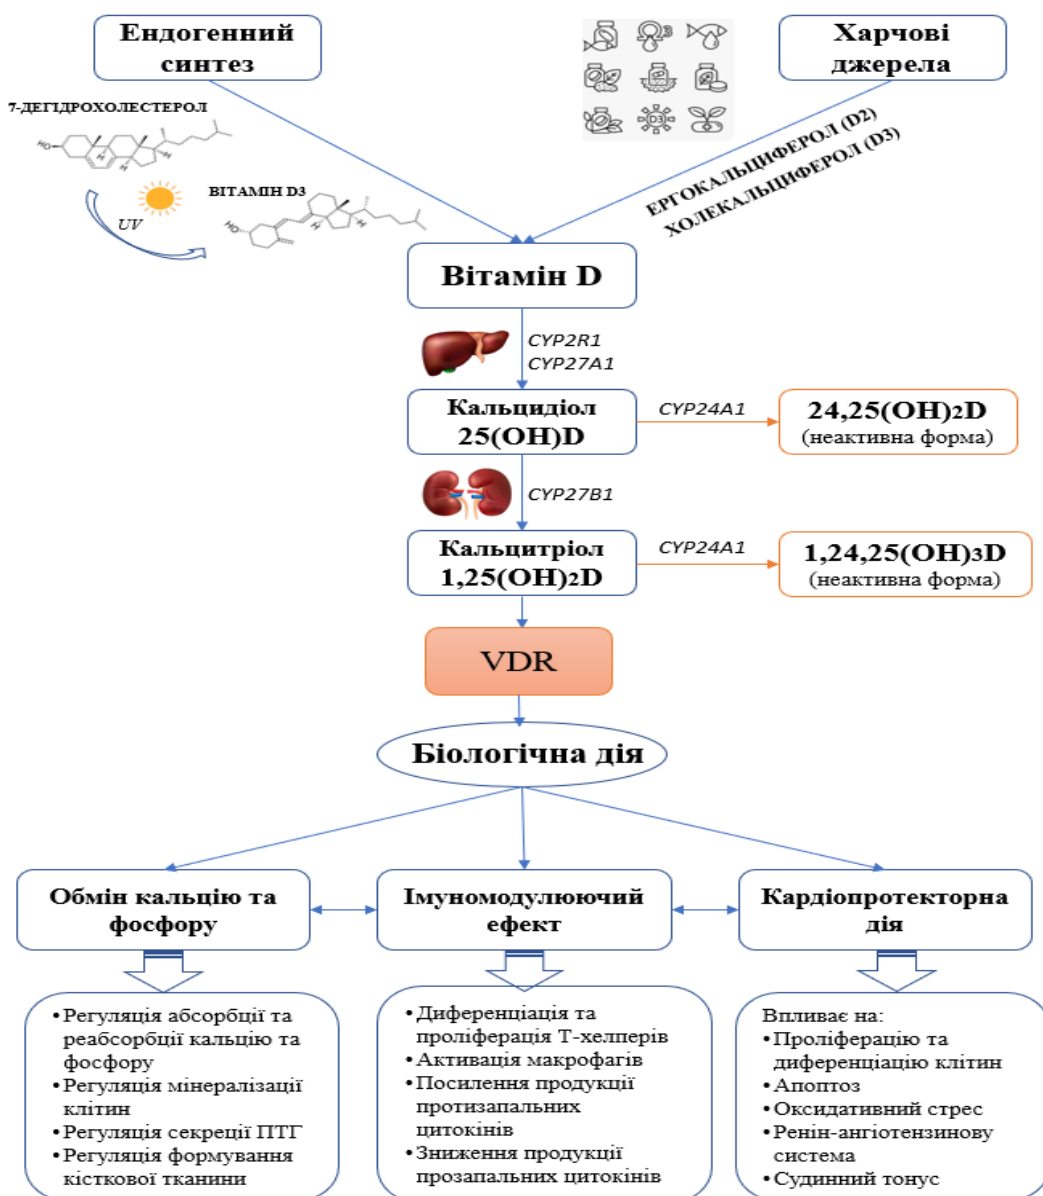 Ендогенний
синтез
Харчові
джерела
7-ДЕГІДРОХОЛЕСТЕРОЛ
HO
H
H
UV
ВІТАМІН D3
HO
H
D3
ЕРГОКАЛЬЦИФЕРОЛ (D2)
ХОЛЕКАЛЬЦИФЕРОЛ (D3)
Вітамін D
CYP2R1
CYP27A1
Кальцидіол
25(OH)D
CYP24A1
24,25(OH)2D
(неактивна форма)
CYP27B1
Кальцитріол
1,25(OH)2D
CYP24A1
1,24,25(OH)3D
(неактивна форма)
VDR
Біологічна дія
Обмін кальцію та
фосфору
Імуномодулюючий
ефект
Кардіопротекторна
дія
•Регуляція абсорбції та
реабсорбції кальцію та
фосфору
•Регуляція мінералізації
клітин
•Регуляція секреції ПТГ
•Регуляція формування
кісткової тканини
•Диференціація та
проліферація Т-хелперів
•Активація макрофагів
•Посилення продукції
протизапальних
цитокінів
•Зниження продукції
прозапальних цитокінів
Впливає на:
•Проліферацію та
диференціацію клітин
•Апоптоз
•Оксидативний стрес
•Ренін-ангіотензинову
система
•Судинний тонус